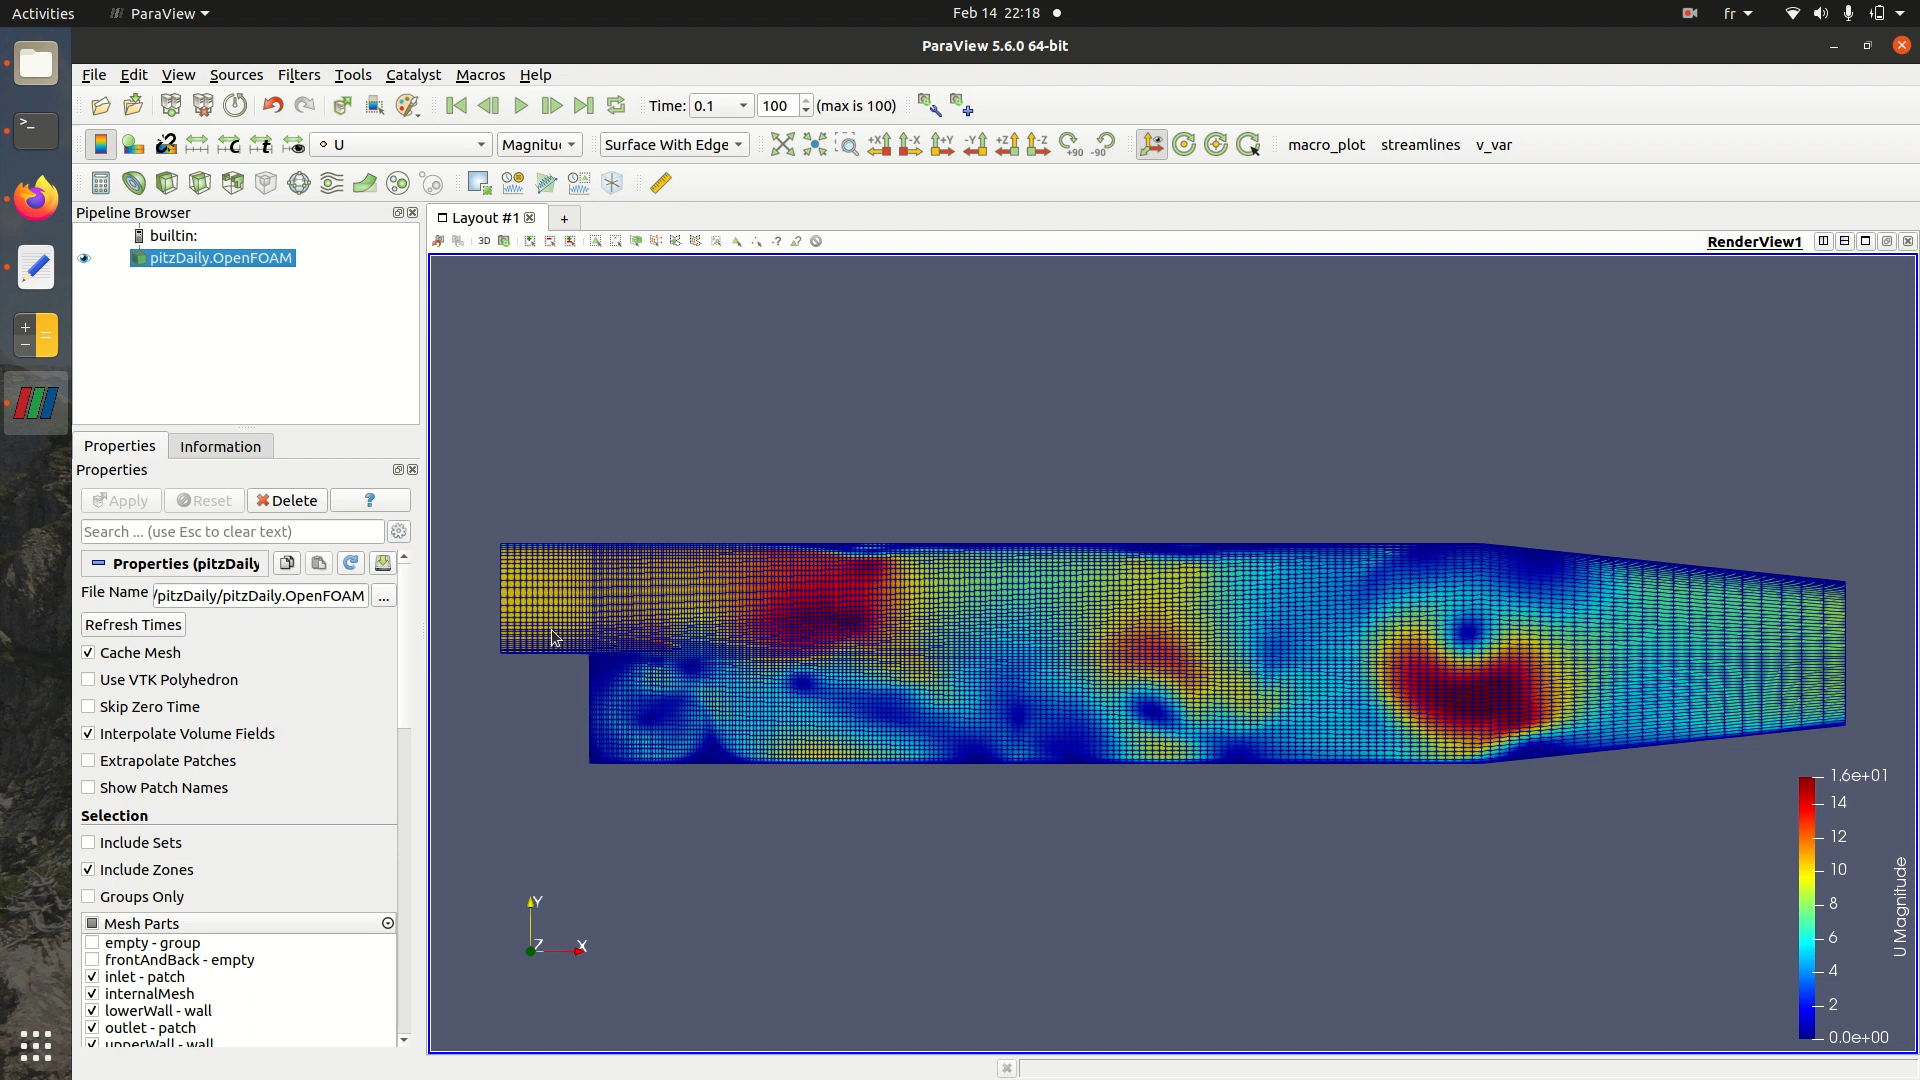 Activities ParaView Feb 14 22:18 fr
ParaView 5.6.0 64-bit
File Edit View Sources Filters Tools Catalyst Macros Help
Time: 0.1 100 (max is 100)
U Magnituc Surface With Edge +X -X +Y -Y +Z -Z +90 -90 macro_plot streamlines v_var
Pipeline Browser
Layout #1 +
builtin:
3D RenderView1
pitzDaily.OpenFOAM
Properties Information
Properties
Apply Reset Delete ?
Search ... (use Esc to clear text)
Properties (pitzDaily
File Name /pitzDaily/pitzDaily.OpenFOAM ...
Refresh Times
Cache Mesh
Use VTK Polyhedron
Skip Zero Time
Interpolate Volume Fields
Extrapolate Patches
Show Patch Names
Selection
Include Sets
Include Zones
Groups Only
Mesh Parts
empty - group
frontAndBack - empty
inlet - patch
internalMesh
lowerWall - wall
outlet - patch
upperWall - wall
Y
Z X
1.6e+01
14
12
10
8
6
4
2
0.0e+00
U Magnitude